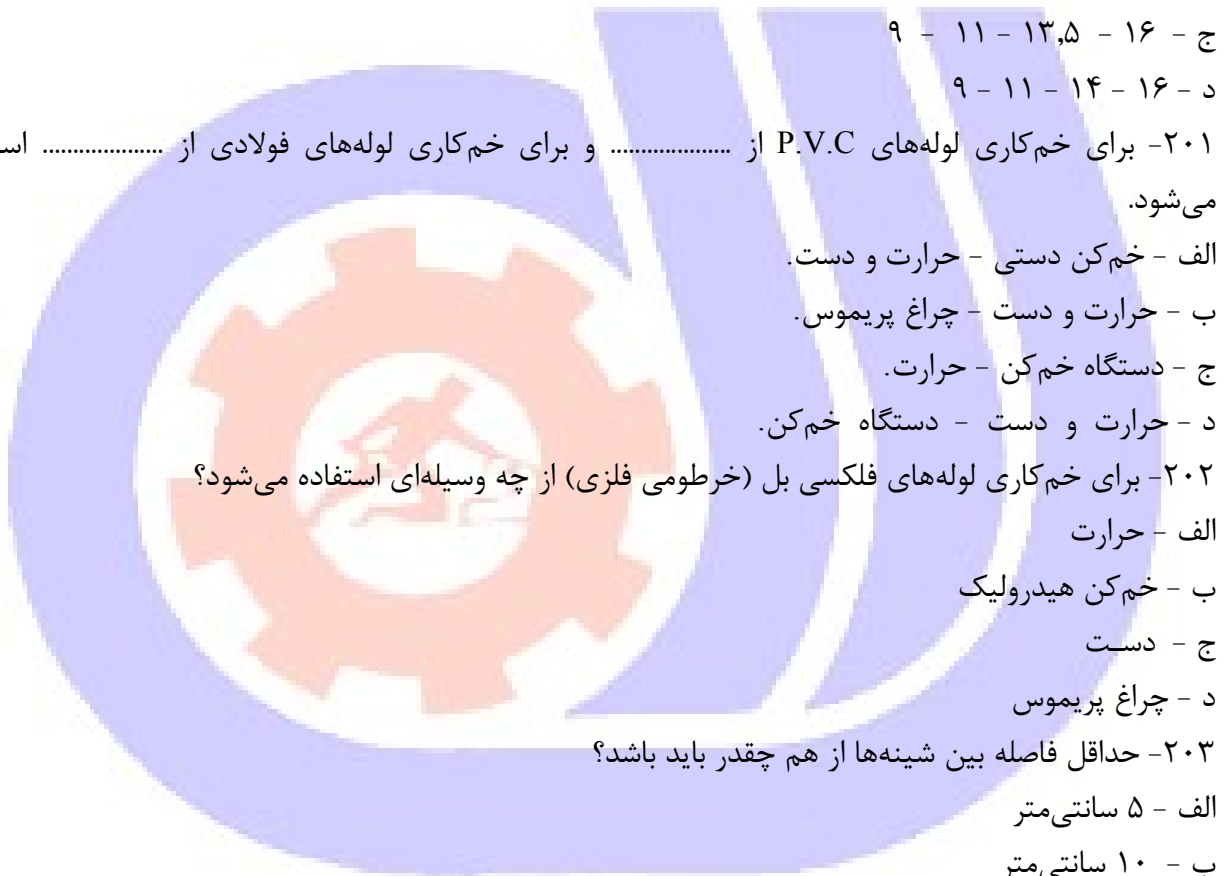 ج - ۱۶ - ۱۳٫۵ - ۱۱ - ۹
د - ۱۶ - ۱۴ - ۱۱ - ۹
۲۰۱- برای خم‌کاری لوله‌های P.V.C از .................... و برای خم‌کاری لوله‌های فولادی از .................... اس
می‌شود.
الف - خم‌کن دستی - حرارت و دست.
ب - حرارت و دست - چراغ پریموس.
ج - دستگاه خم‌کن - حرارت.
د - حرارت و دست - دستگاه خم‌کن.
۲۰۲- برای خم‌کاری لوله‌های فلکسی بل (خرطومی فلزی) از چه وسیله‌ای استفاده می‌شود؟
الف - حرارت
ب - خم‌کن هیدرولیک
ج - دسـت
د - چراغ پریموس
۲۰۳- حداقل فاصله بین شینه‌ها از هم چقدر باید باشد؟
الف - ۵ سانتی‌متر
ب - ۱۰ سانتی‌متر